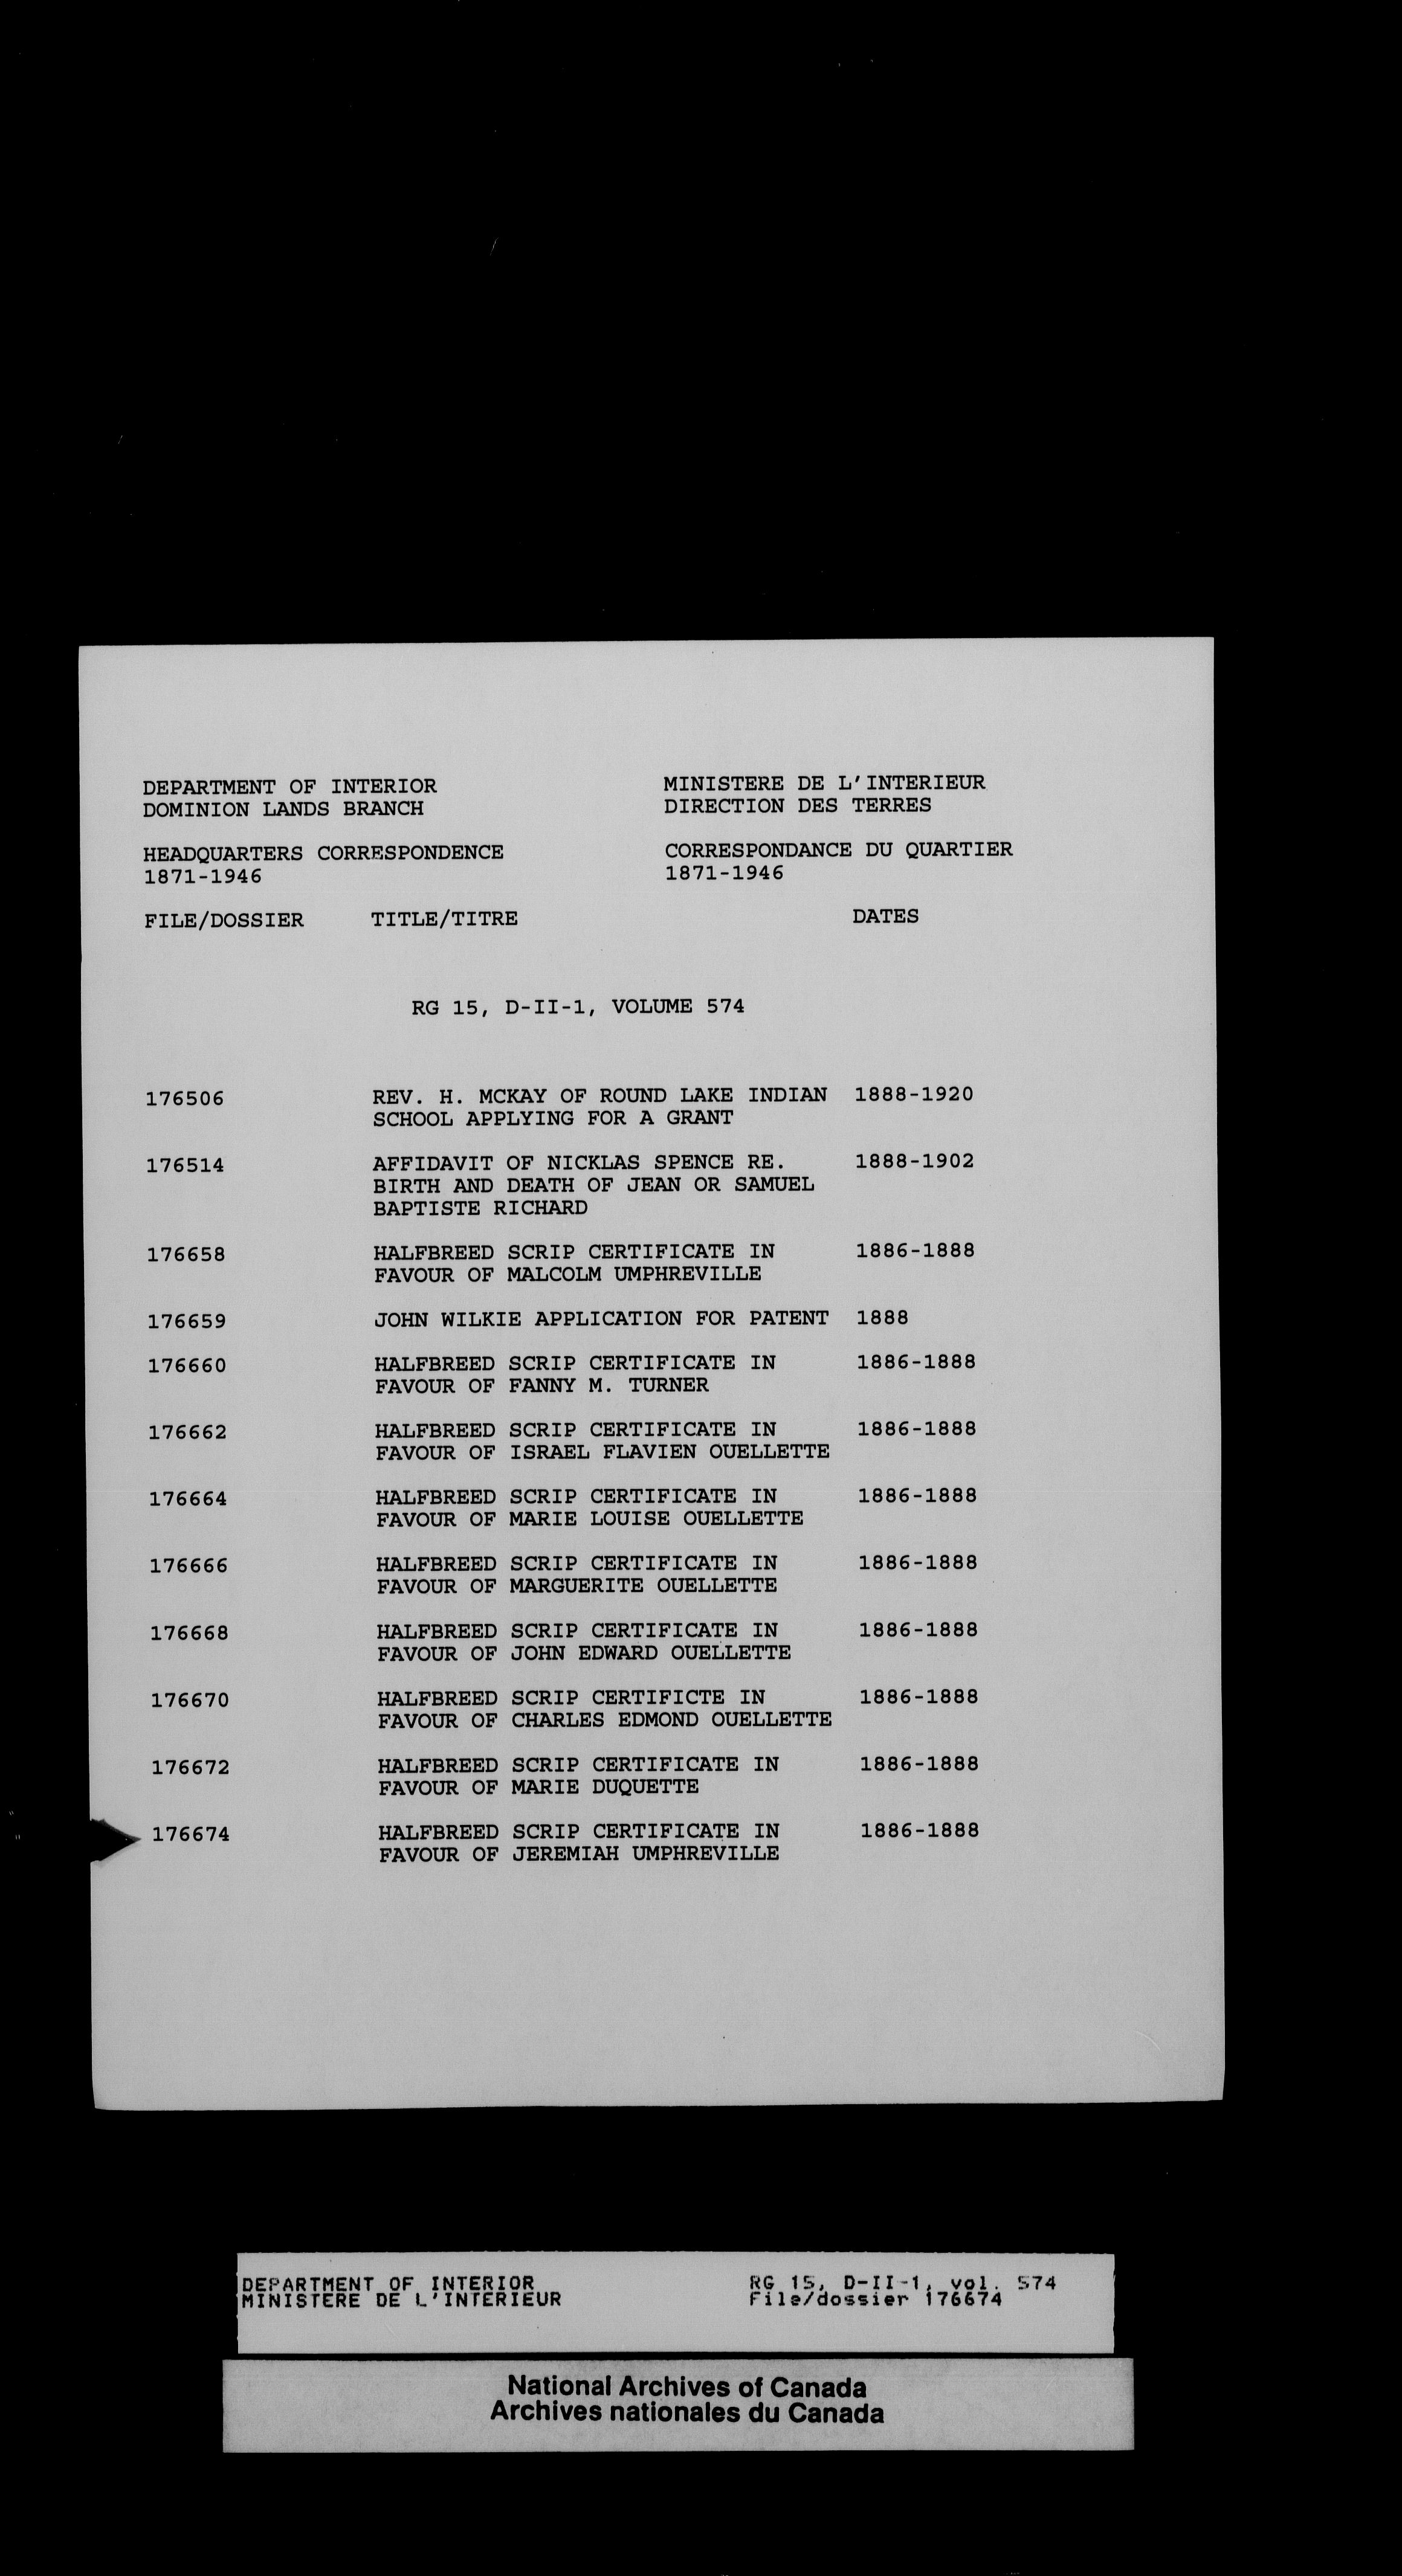 DEPARTMENT OF INTERIOR
DOMINION LANDS BRANCH
HEADQUARTERS CORRESPONDENCE
1871-1946
MINISTERE DE L'INTERIEUR
DIRECTION DES TERRES
CORRESPONDANCE DU QUARTIER
1871-1946
FILE/DOSSIER TITLE/TITRE DATES
RG 15, D-II-1, VOLUME 574
176506 REV. H. MCKAY OF ROUND LAKE INDIAN 1888-1920
SCHOOL APPLYING FOR A GRANT
176514 AFFIDAVIT OF NICKLAS SPENCE RE. 1888-1902
BIRTH AND DEATH OF JEAN OR SAMUEL
BAPTISTE RICHARD
176658 HALFBREED SCRIP CERTIFICATE IN 1886-1888
FAVOUR OF MALCOLM UMPHREVILLE
176659 JOHN WILKIE APPLICATION FOR PATENT 1888
176660 HALFBREED SCRIP CERTIFICATE IN 1886-1888
FAVOUR OF FANNY M. TURNER
176662 HALFBREED SCRIP CERTIFICATE IN 1886-1888
FAVOUR OF ISRAEL FLAVIEN OUELLETTE
176664 HALFBREED SCRIP CERTIFICATE IN 1886-1888
FAVOUR OF MARIE LOUISE OUELLETTE
176666 HALFBREED SCRIP CERTIFICATE IN 1886-1888
FAVOUR OF MARGUERITE OUELLETTE
176668 HALFBREED SCRIP CERTIFICATE IN 1886-1888
FAVOUR OF JOHN EDWARD OUELLETTE
176670 HALFBREED SCRIP CERTIFICTE IN 1886-1888
FAVOUR OF CHARLES EDMOND OUELLETTE
176672 HALFBREED SCRIP CERTIFICATE IN 1886-1888
FAVOUR OF MARIE DUQUETTE
176674 HALFBREED SCRIP CERTIFICATE IN 1886-1888
FAVOUR OF JEREMIAH UMPHREVILLE
DEPARTMENT OF INTERIOR RG 15, D-II-1, vol. 574
MINISTERE DE L'INTERIEUR File/dossier 176674
National Archives of Canada
Archives nationales du Canada